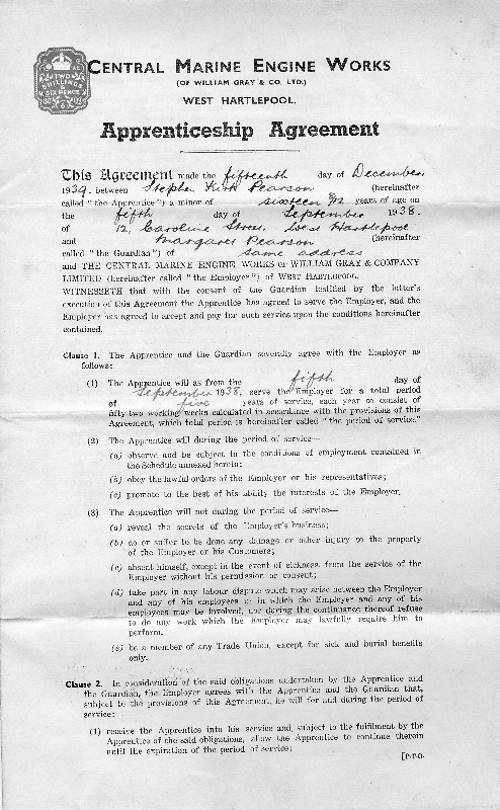 CENTRAL MARINE ENGINE WORKS
(OF WILLIAM GRAY & CO. LTD.)
WEST HARTLEPOOL.
TWO
SHILLINGS &
SIX PENCE
Apprenticeship Agreement
This Agreement made the fifteenth day of December
1939. between Stephen Kirk Pearson (hereinafter
called "the Apprentice") a minor of sixteen years of age on
the fifth day of September 1938.
of 12, Caroline Street, West Hartlepool
and Margaret Pearson (hereinafter
called "the Guardian") of same address
and THE CENTRAL MARINE ENGINE WORKS OF WILLIAM GRAY & COMPANY
LIMITED (hereinafter called "the Employer") of WEST HARTLEPOOL.
WITNESSETH that with the consent of the Guardian testified by the latter's
execution of this Agreement the Apprentice has agreed to serve the Employer, and the
Employer has agreed to accept and pay for such service upon the conditions hereinafter
contained.
Clause 1. The Apprentice and the Guardian severally agree with the Employer as
follows:
(1) The Apprentice will as from the fifth day of
September 1938, serve the Employer for a total period
of five years of service, each year to consist of
fifty two working weeks calculated in accordance with the provisions of this
Agreement, which total period is hereinafter called "the period of service."
(2) The Apprentice will during the period of service—
(a) observe and be subject to the conditions of employment contained in
the Schedule annexed hereto;
(b) obey the lawful orders of the Employer or his representatives;
(c) promote to the best of his ability the interests of the Employer.
(3) The Apprentice will not during the period of service—
(a) reveal the secrets of the Employer's business;
(b) do or suffer to be done any damage or other injury to the property
of the Employer or his Customers;
(c) absent himself, except in the event of sickness, from the service of the
Employer without his permission or consent;
(d) take part in any labour dispute which may arise between the Employer
and any of his employees or in which the Employer and any of his
employees may be involved, nor during the continuance thereof refuse
to do any work which the Employer may lawfully require him to
perform.
(e) be a member of any Trade Union, except for sick and burial benefits
only.
Clause 2. In consideration of the said obligations undertaken by the Apprentice and
the Guardian, the Employer agrees with the Apprentice and the Guardian that,
subject to the provisions of this Agreement, he will for and during the period of
service:
(1) receive the Apprentice into his service and, subject to the fulfilment by the
Apprentice of the said obligations, allow the Apprentice to continue therein
until the expiration of the period of service;
[P.T.O.